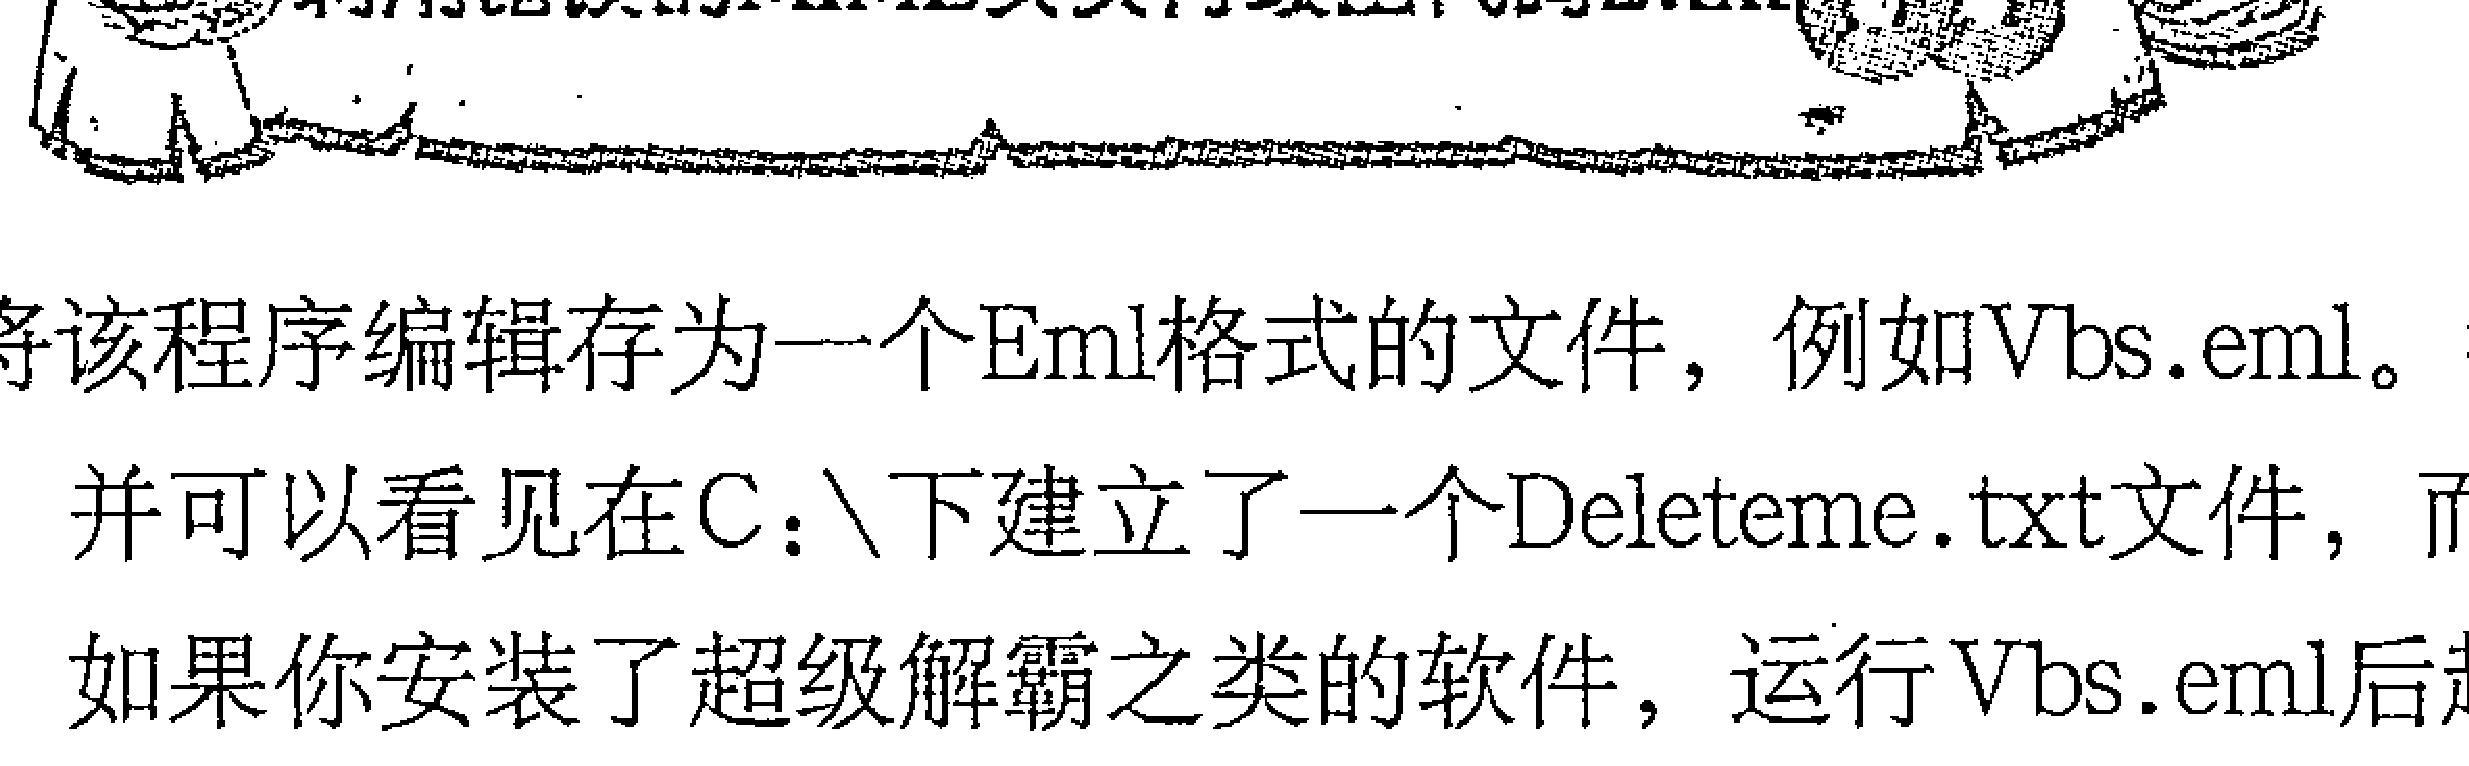 将该程序编辑存为一个Eml格式的文件，例如Vbs.eml。
并可以看见在C:\下建立了一个Deleteme.txt文件，而
如果你安装了超级解霸之类的软件，运行Vbs.eml后